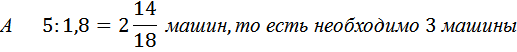 А 5:1,8 = 2 14/18 машин, то есть необходимо 3 машины